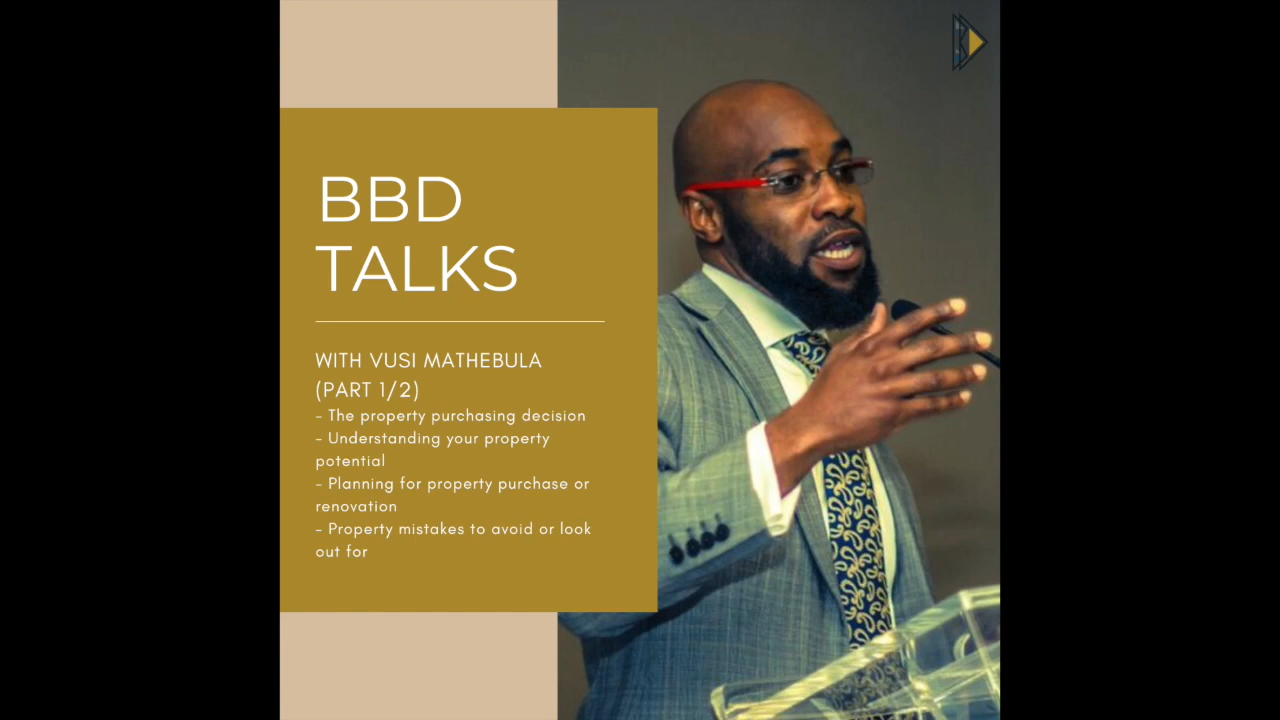 BBD
TALKS
WITH VUSI MATHEBULA
(PART 1/2)
- The property purchasing decision
- Understanding your property
potential
- Planning for property purchase or
renovation
- Property mistakes to avoid or look
out for